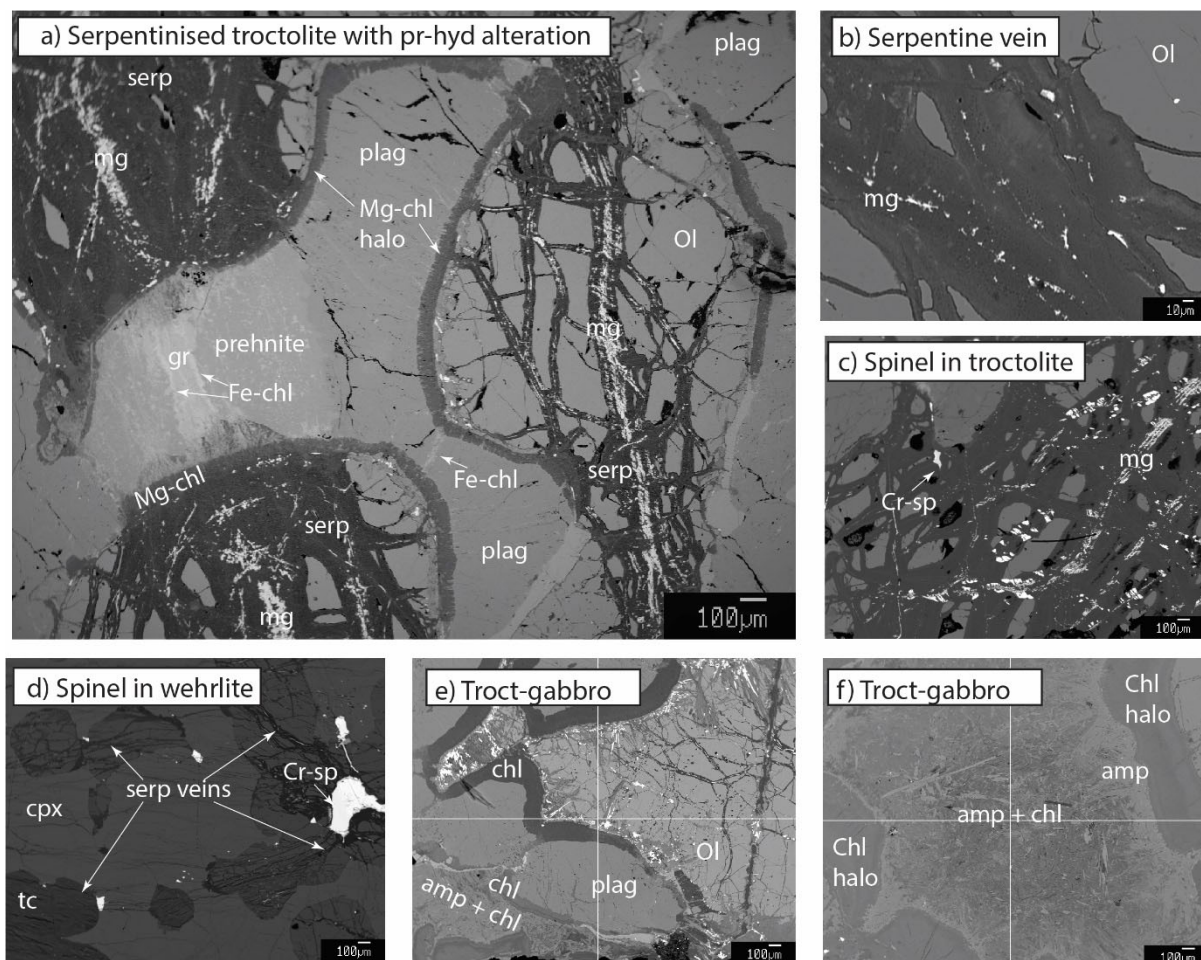 a) Serpentinised troctolite with pr-hyd alteration
serp
mg
plag
plag
Mg-chl
halo
Ol
mg
gr
prehnite
Fe-chl
Mg-chl
serp
Fe-chl
serp
plag
mg
100µm
b) Serpentine vein
Ol
mg
10µm
c) Spinel in troctolite
mg
Cr-sp
100µm
d) Spinel in wehrlite
Cr-sp
serp veins
cpx
tc
100µm
e) Troct-gabbro
chl
Ol
chl
plag
amp + chl
100µm
f) Troct-gabbro
Chl
halo
amp
amp + chl
Chl
halo
100µm